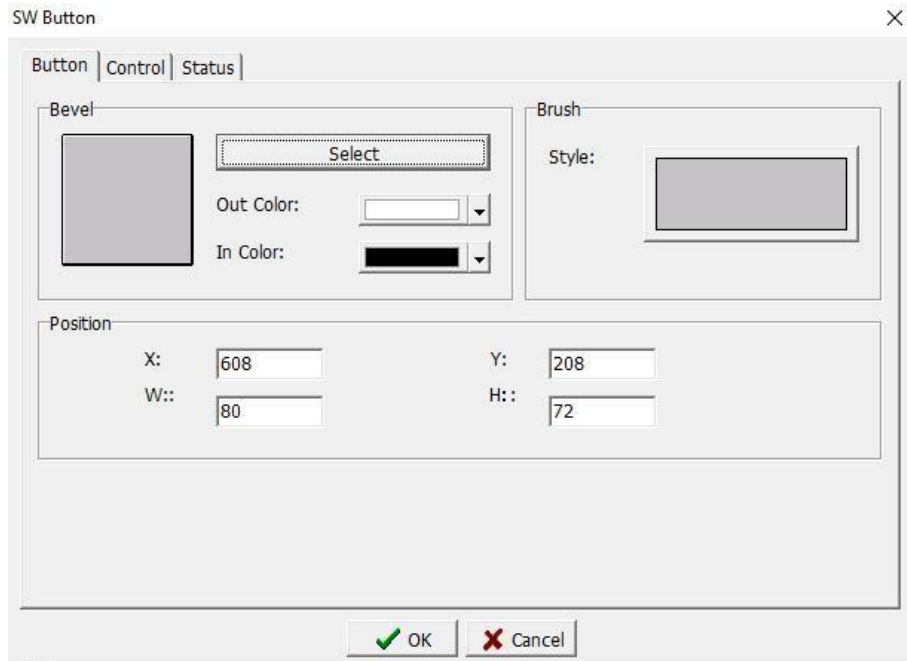 SW Button
Button Control Status
Bevel
Select
Out Color:
In Color:
Brush
Style:
Position
X: 608 Y: 208
W:: 80 H: : 72
OK Cancel